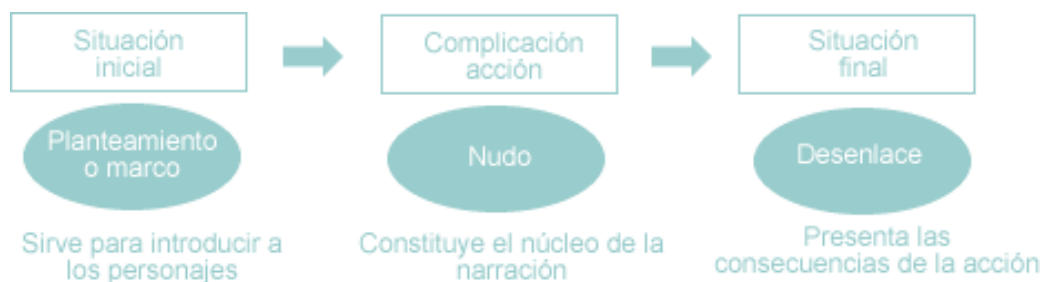 Situación
inicial
Complicación
acción
Situación
final
Planteamiento
o marco
Nudo
Desenlace
Sirve para introducir a
los personajes
Constituye el núcleo de la
narración
Presenta las
consecuencias de la acción